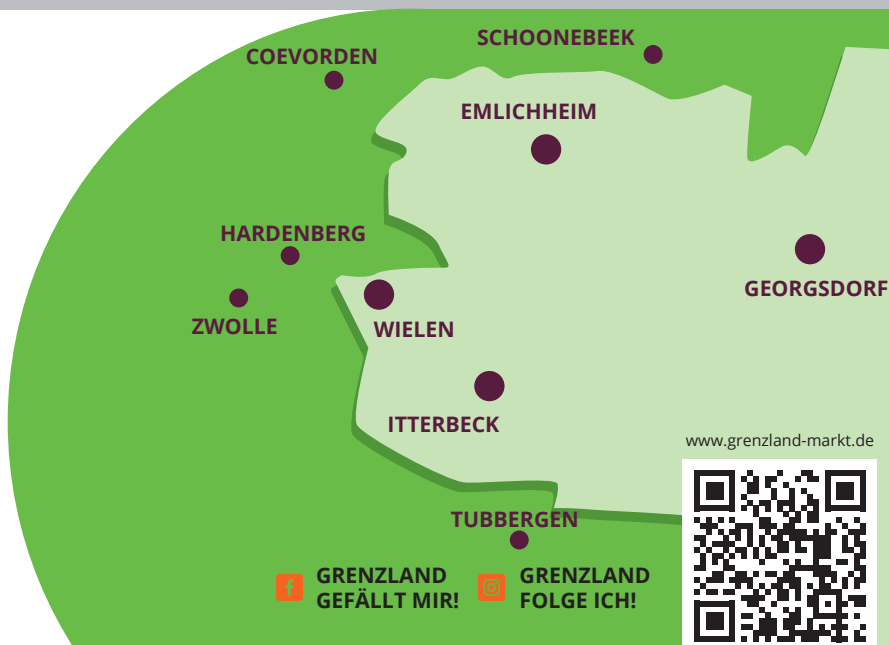 SCHOONEBEEK
COEVORDEN
EMLICHHEIM
HARDENBERG
GEORGSDORF
ZWOLLE
WIELEN
ITTERBECK
www.grenzland-markt.de
TUBBERGEN
GRENZLAND
GEFÄLLT MIR!
GRENZLAND
FOLGE ICH!